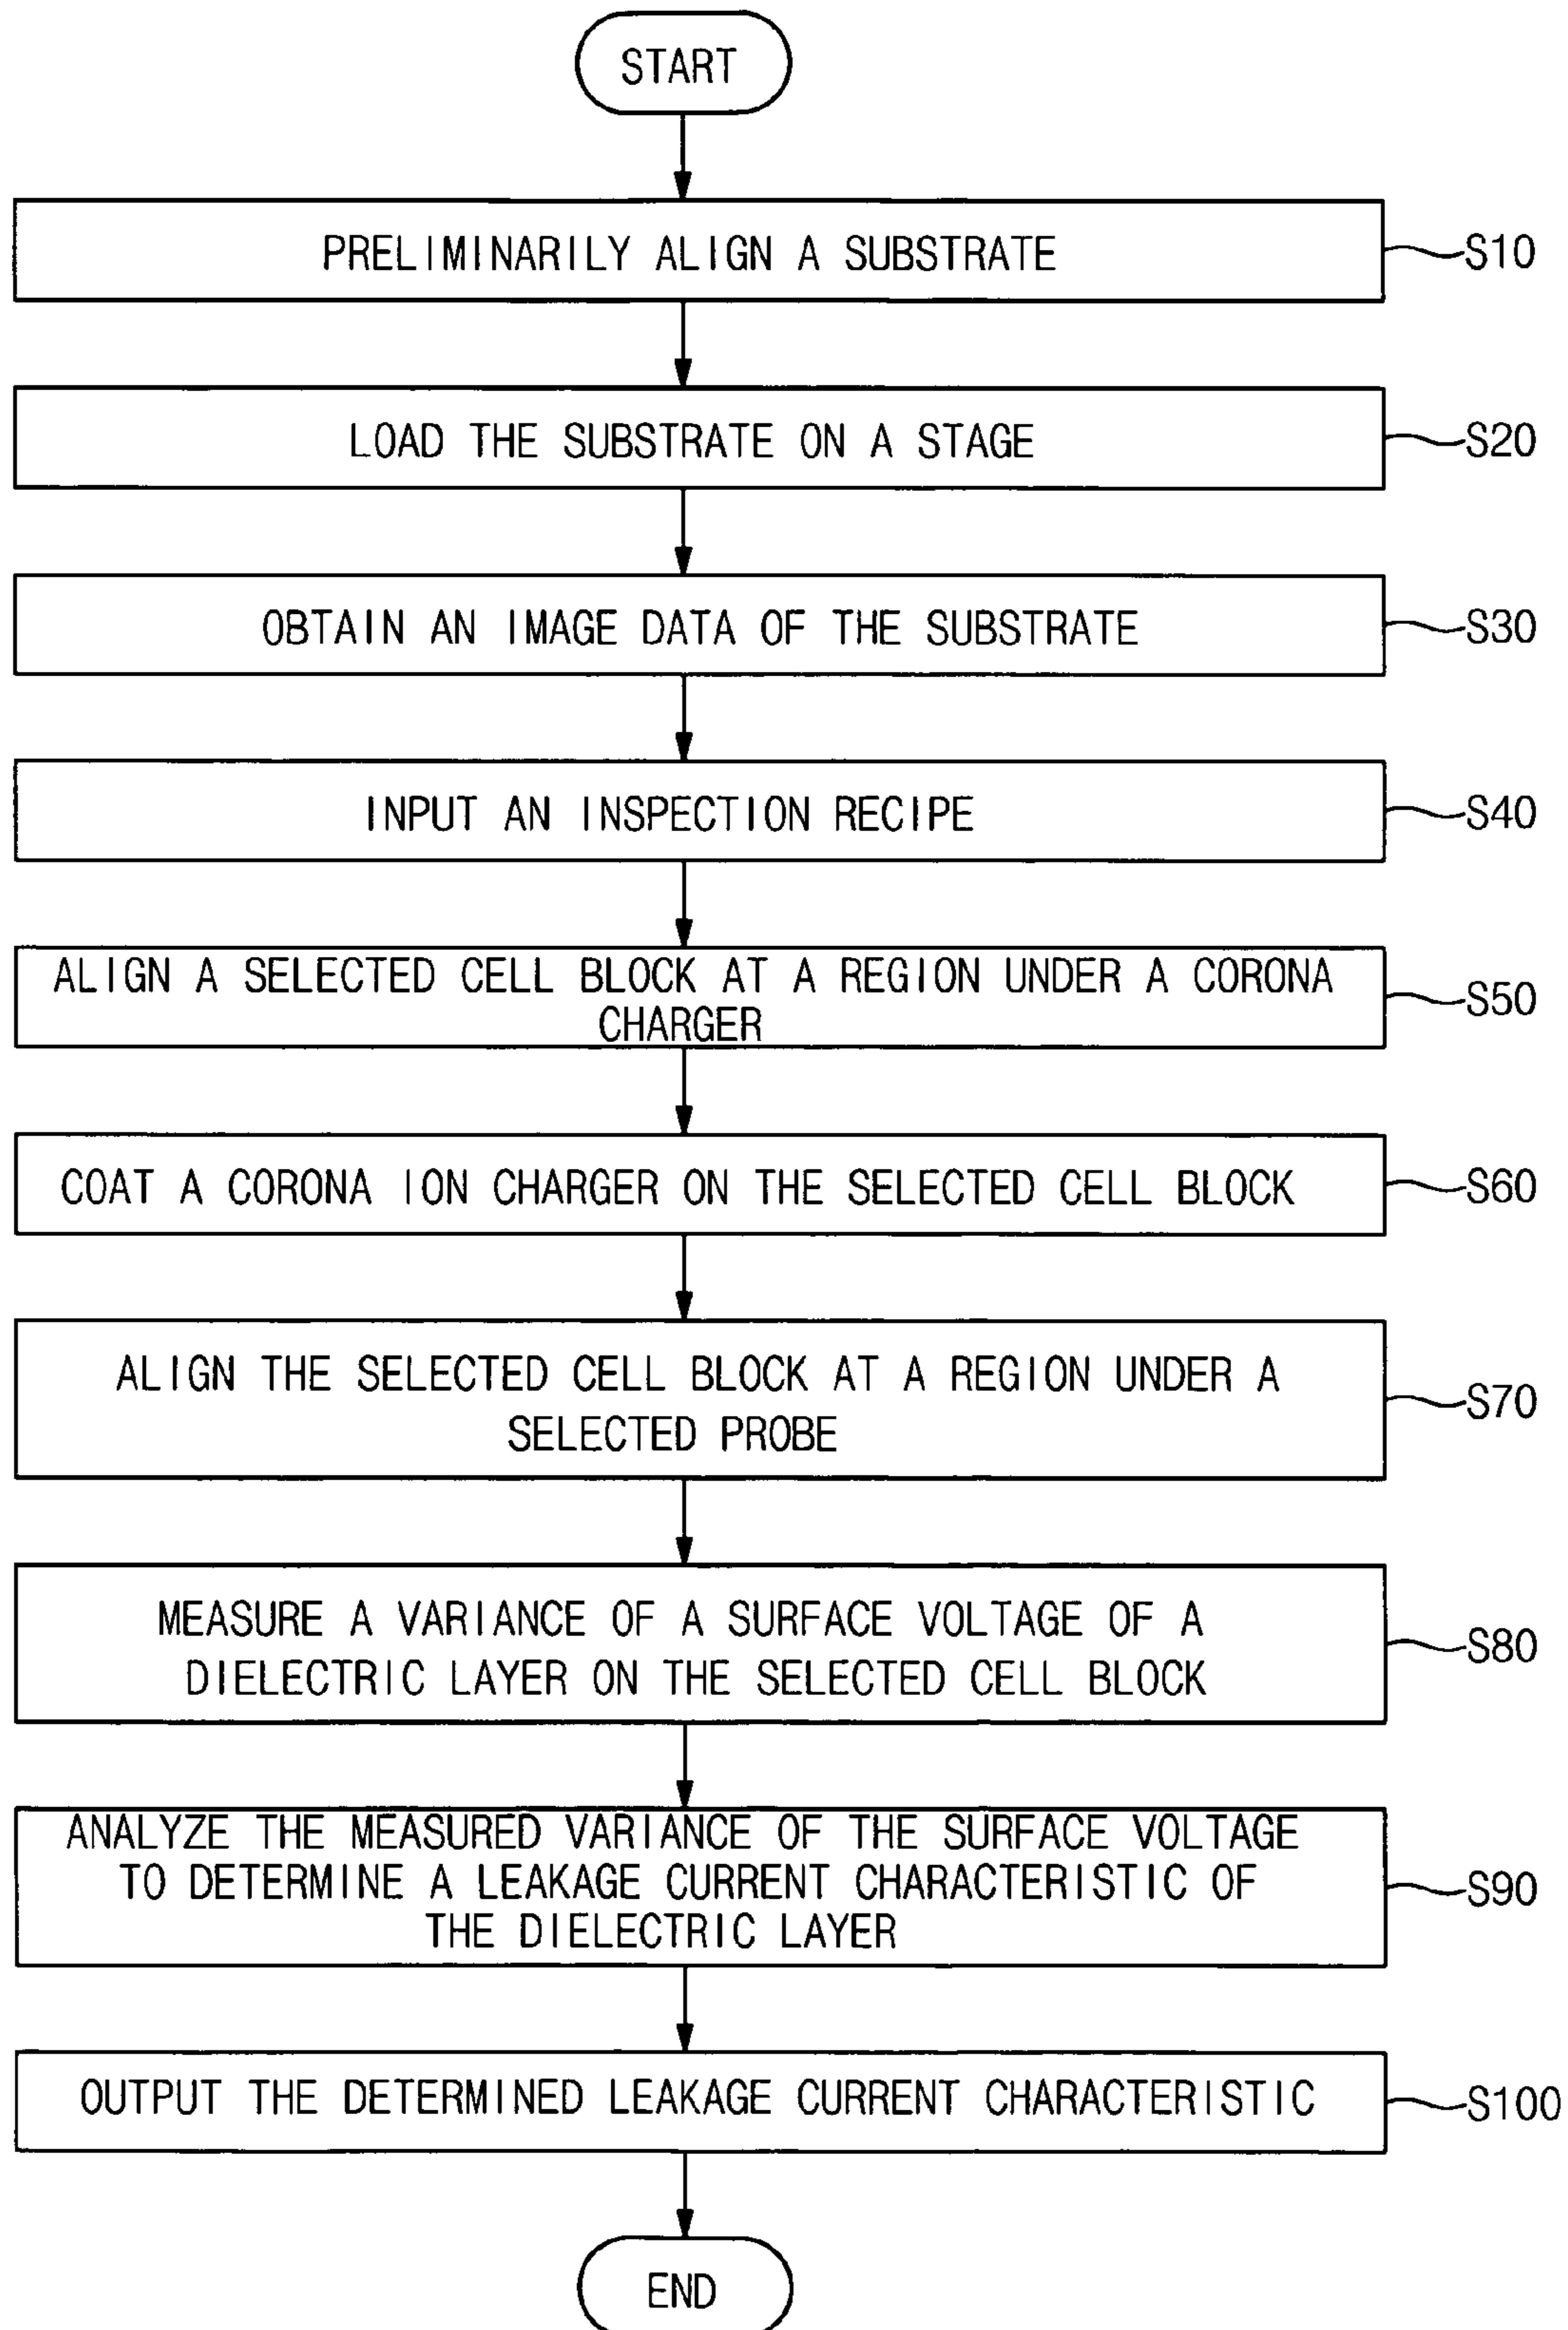 START
PRELIMINARILY ALIGN A SUBSTRATE
S10
LOAD THE SUBSTRATE ON A STAGE
S20
OBTAIN AN IMAGE DATA OF THE SUBSTRATE
S30
INPUT AN INSPECTION RECIPE
S40
ALIGN A SELECTED CELL BLOCK AT A REGION UNDER A CORONA
CHARGER
S50
COAT A CORONA ION CHARGER ON THE SELECTED CELL BLOCK
S60
ALIGN THE SELECTED CELL BLOCK AT A REGION UNDER A
SELECTED PROBE
S70
MEASURE A VARIANCE OF A SURFACE VOLTAGE OF A
DIELECTRIC LAYER ON THE SELECTED CELL BLOCK
S80
ANALYZE THE MEASURED VARIANCE OF THE SURFACE VOLTAGE
TO DETERMINE A LEAKAGE CURRENT CHARACTERISTIC OF
THE DIELECTRIC LAYER
S90
OUTPUT THE DETERMINED LEAKAGE CURRENT CHARACTERISTIC
S100
END